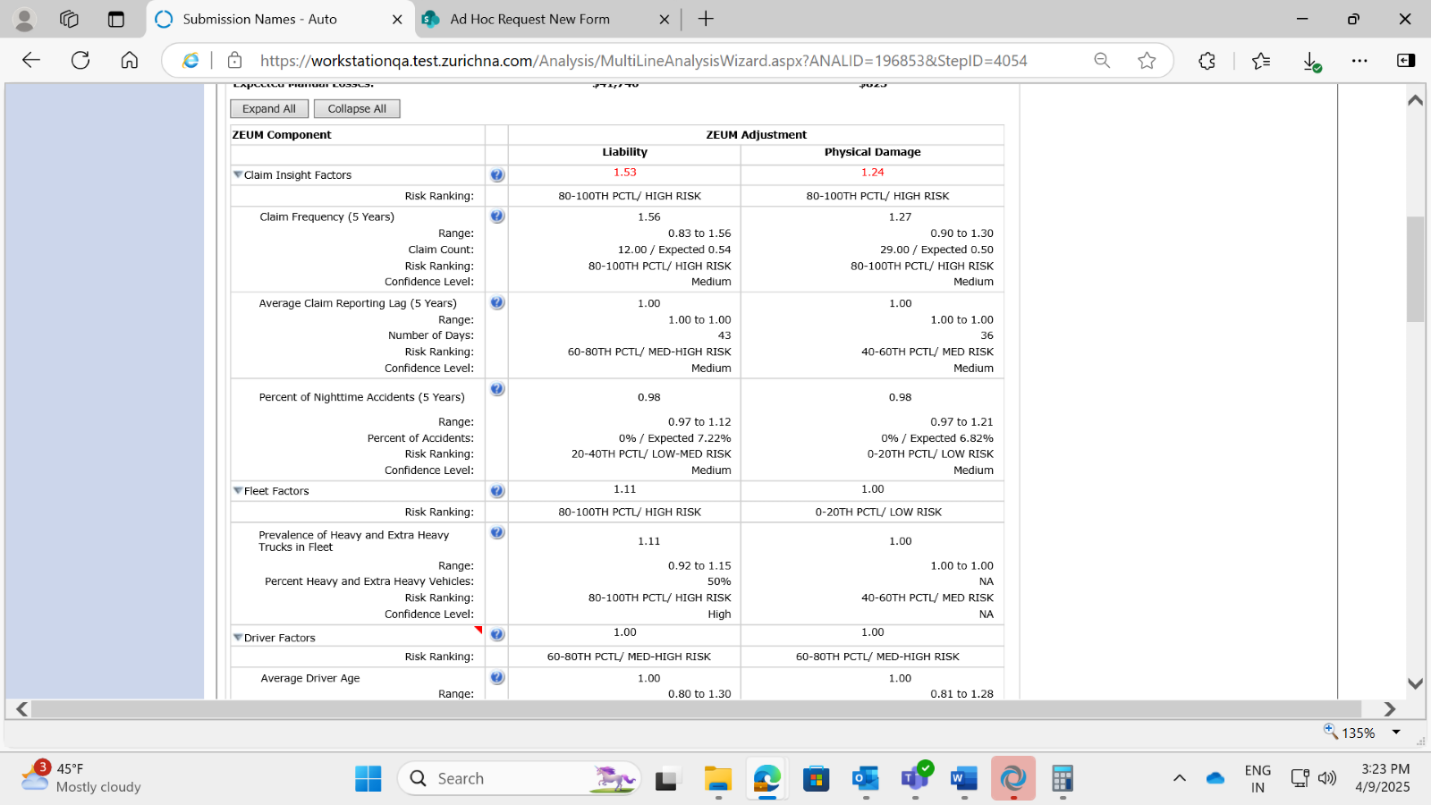 Submission Names - Auto
Ad Hoc Request New Form
https://workstationqa.test.zurichna.com/Analysis/MultiLineAnalysisWizard.aspx?ANALID=196853&StepID=4054
Expected Manual Losses: $41,746 $823
Expand All Collapse All
ZEUM Component ZEUM Adjustment
Liability Physical Damage
Claim Insight Factors 1.53 1.24
Risk Ranking: 80-100TH PCTL/ HIGH RISK 80-100TH PCTL/ HIGH RISK
Claim Frequency (5 Years) 1.56 1.27
Range: 0.83 to 1.56 0.90 to 1.30
Claim Count: 12.00 / Expected 0.54 29.00 / Expected 0.50
Risk Ranking: 80-100TH PCTL/ HIGH RISK 80-100TH PCTL/ HIGH RISK
Confidence Level: Medium Medium
Average Claim Reporting Lag (5 Years) 1.00 1.00
Range: 1.00 to 1.00 1.00 to 1.00
Number of Days: 43 36
Risk Ranking: 60-80TH PCTL/ MED-HIGH RISK 40-60TH PCTL/ MED RISK
Confidence Level: Medium Medium
Percent of Nighttime Accidents (5 Years) 0.98 0.98
Range: 0.97 to 1.12 0.97 to 1.21
Percent of Accidents: 0% / Expected 7.22% 0% / Expected 6.82%
Risk Ranking: 20-40TH PCTL/ LOW-MED RISK 0-20TH PCTL/ LOW RISK
Confidence Level: Medium Medium
Fleet Factors 1.11 1.00
Risk Ranking: 80-100TH PCTL/ HIGH RISK 0-20TH PCTL/ LOW RISK
Prevalence of Heavy and Extra Heavy
Trucks in Fleet 1.11 1.00
Range: 0.92 to 1.15 1.00 to 1.00
Percent Heavy and Extra Heavy Vehicles: 50% NA
Risk Ranking: 80-100TH PCTL/ HIGH RISK 40-60TH PCTL/ MED RISK
Confidence Level: High NA
Driver Factors 1.00 1.00
Risk Ranking: 60-80TH PCTL/ MED-HIGH RISK 60-80TH PCTL/ MED-HIGH RISK
Average Driver Age 1.00 1.00
Range: 0.80 to 1.30 0.81 to 1.28
135%
3
45°F
Mostly cloudy
Search
ENG
IN
3:23 PM
4/9/2025